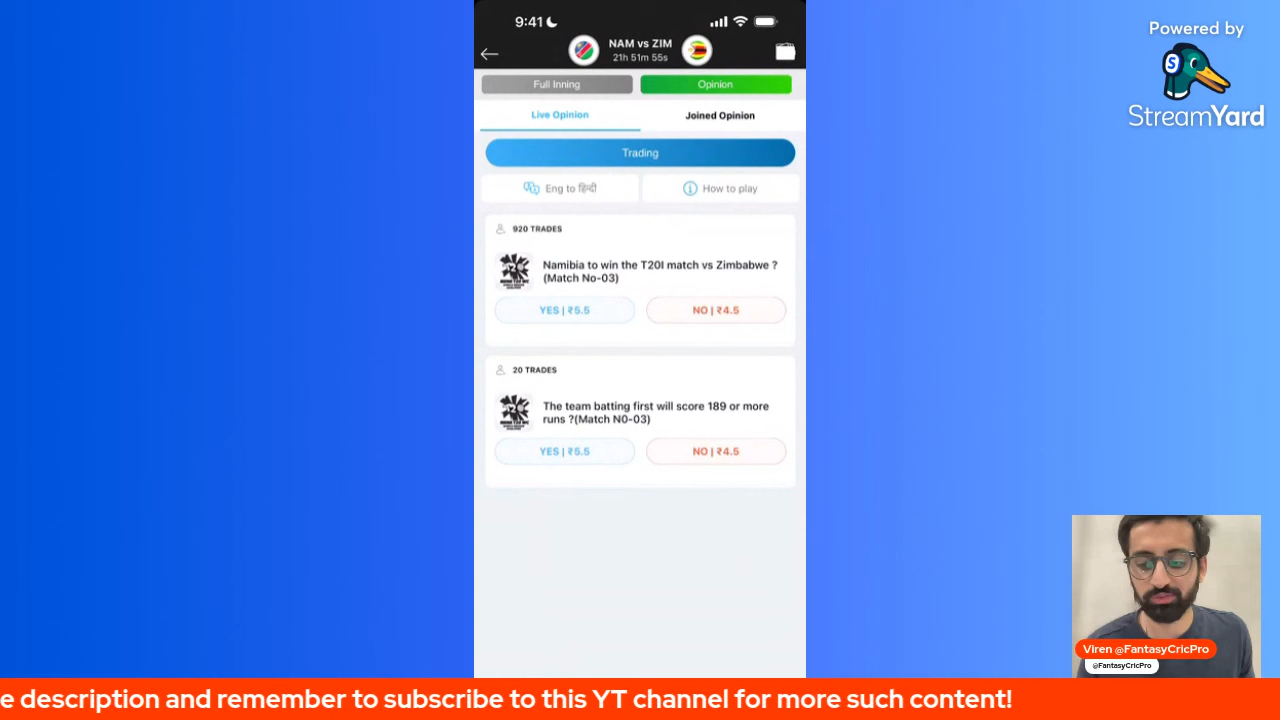 Powered by
StreamYard
9:41
NAM vs ZIM
21h 51m 55s
Full Inning
Opinion
Live Opinion
Joined Opinion
Trading
Eng to हिन्दी
How to play
920 TRADES
Namibia to win the T20I match vs Zimbabwe ?
(Match No-03)
YES | ₹5.5
NO | ₹4.5
20 TRADES
The team batting first will score 189 or more
runs ?(Match N0-03)
YES | ₹5.5
NO | ₹4.5
Viren @FantasyCricPro
@FantasyCricPro
e description and remember to subscribe to this YT channel for more such content!